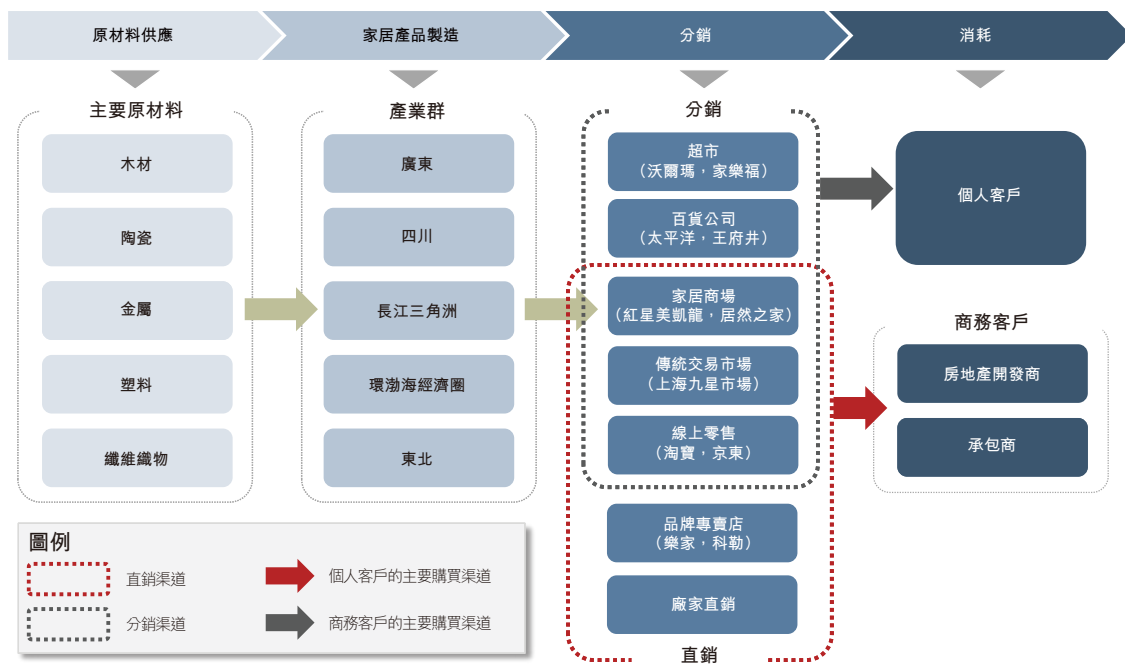 原材料供應
家居產品製造
分銷
消耗
主要原材料
木材
陶瓷
金屬
塑料
纖維織物
產業群
廣東
四川
長江三角洲
環渤海經濟圈
東北
分銷
超市
(沃爾瑪，家樂福)
百貨公司
(太平洋，王府井)
家居商場
(紅星美凱龍，居然之家)
傳統交易市場
(上海九星市場)
線上零售
(淘寶，京東)
品牌專賣店
(樂家，科勒)
廠家直銷
直銷
個人客戶
商務客戶
房地產開發商
承包商
圖例
直銷渠道
個人客戶的主要購買渠道
分銷渠道
商務客戶的主要購買渠道